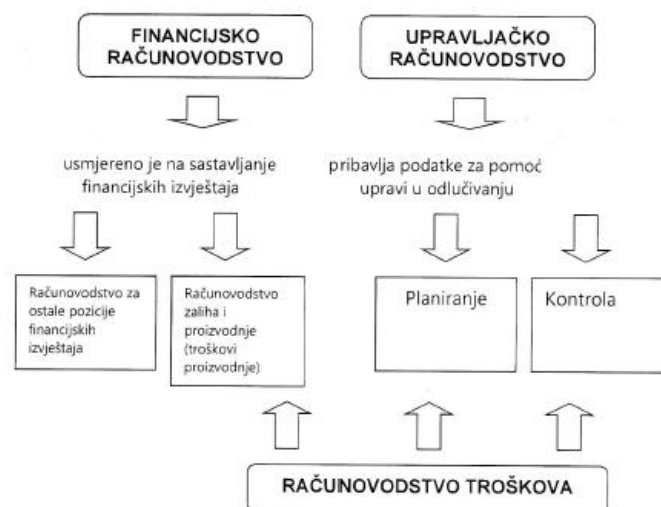 FINANCIJSKO
RAČUNOVODSTVO
UPRAVLJAČKO
RAČUNOVODSTVO
usmjereno je na sastavljanje
financijskih izvještaja
pribavlja podatke za pomoć
upravi u odlučivanju
Računovodstvo za
ostale pozicije
financijskih
izvještaja
Računovodstvo
zaliha i
proizvodnje
(troškovi
proizvodnje)
Planiranje
Kontrola
RAČUNOVODSTVO TROŠKOVA